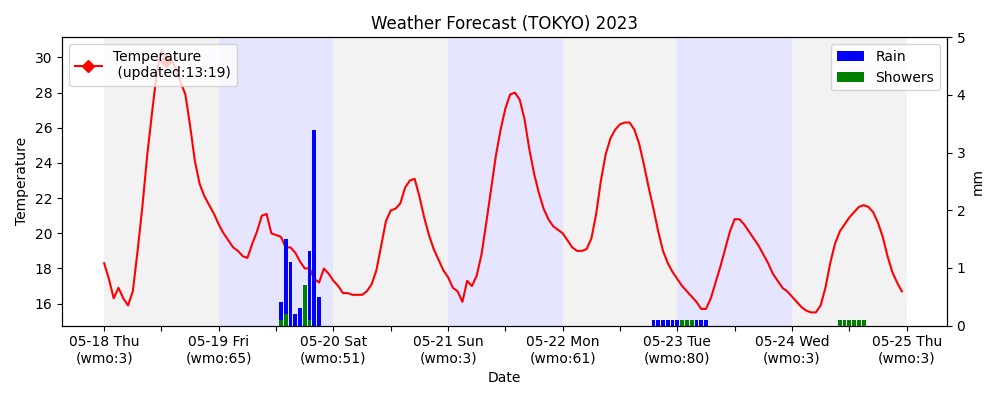 Weather Forecast (TOKYO) 2023
Temperature
(updated:13:19)
Rain
Showers
30
28
26
24
22
20
18
16
Temperature
5
4
3
2
1
0
mm
05-18 Thu
(wmo:3)
05-19 Fri
(wmo:65)
05-20 Sat
(wmo:51)
05-21 Sun
(wmo:3)
05-22 Mon
(wmo:61)
05-23 Tue
(wmo:80)
05-24 Wed
(wmo:3)
05-25 Thu
(wmo:3)
Date